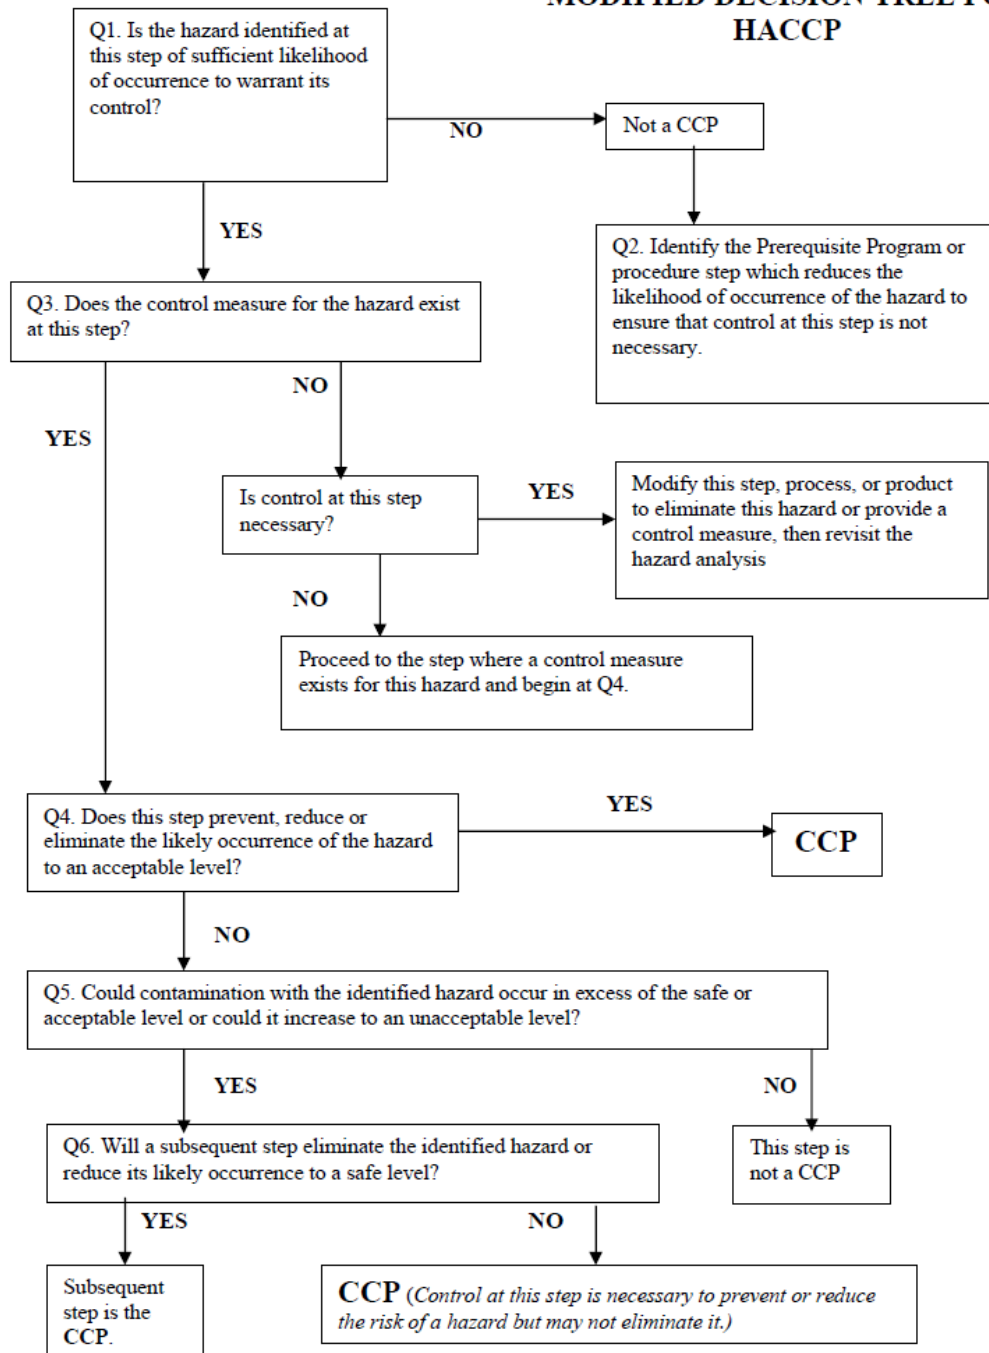 MODIFIED DECISION TREE FO
HACCP
Q1. Is the hazard identified at
this step of sufficient likelihood
of occurrence to warrant its
control?
NO
Not a CCP
YES
Q2. Identify the Prerequisite Program or
procedure step which reduces the
likelihood of occurrence of the hazard to
ensure that control at this step is not
necessary.
Q3. Does the control measure for the hazard exist
at this step?
NO
YES
Is control at this step
necessary?
YES
Modify this step, process, or product
to eliminate this hazard or provide a
control measure, then revisit the
hazard analysis
NO
Proceed to the step where a control measure
exists for this hazard and begin at Q4.
Q4. Does this step prevent, reduce or
eliminate the likely occurrence of the hazard
to an acceptable level?
YES
CCP
NO
Q5. Could contamination with the identified hazard occur in excess of the safe or
acceptable level or could it increase to an unacceptable level?
YES
NO
Q6. Will a subsequent step eliminate the identified hazard or
reduce its likely occurrence to a safe level?
This step is
not a CCP
YES
NO
Subsequent
step is the
CCP.
CCP (Control at this step is necessary to prevent or reduce
the risk of a hazard but may not eliminate it.)